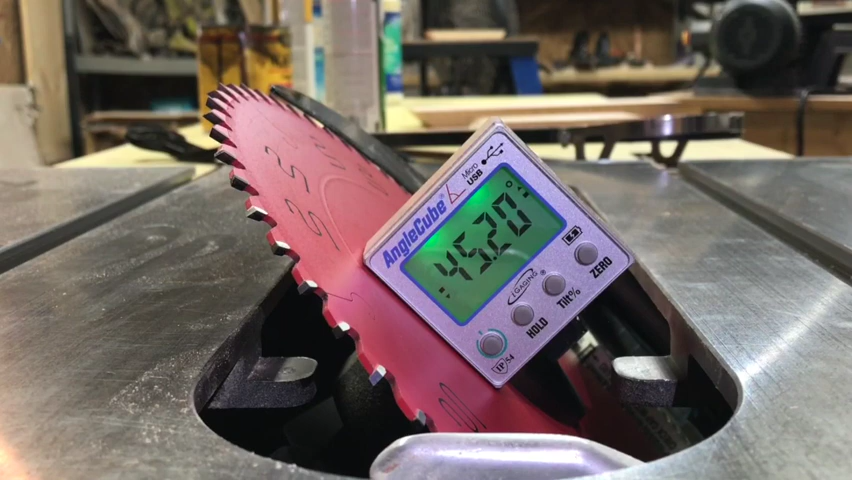 Micro
USB
AngleCube
45.20°
iGAGING®
ZERO
Tilt%
HOLD
IP54